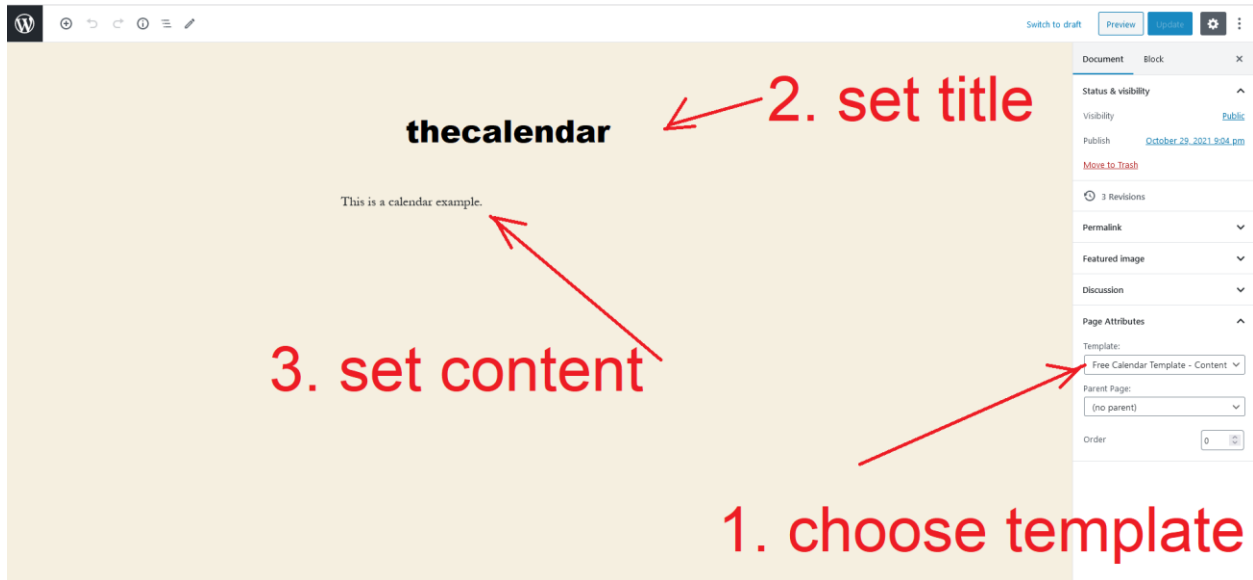 Switch to draft Preview Update
Document Block
Status & visibility
Visibility Public
Publish October 29, 2021 9:04 pm
Move to Trash
3 Revisions
Permalink
Featured image
Discussion
Page Attributes
Template:
Free Calendar Template - Content
Parent Page:
(no parent)
Order 0
2. set title
thecalendar
This is a calendar example.
3. set content
1. choose template